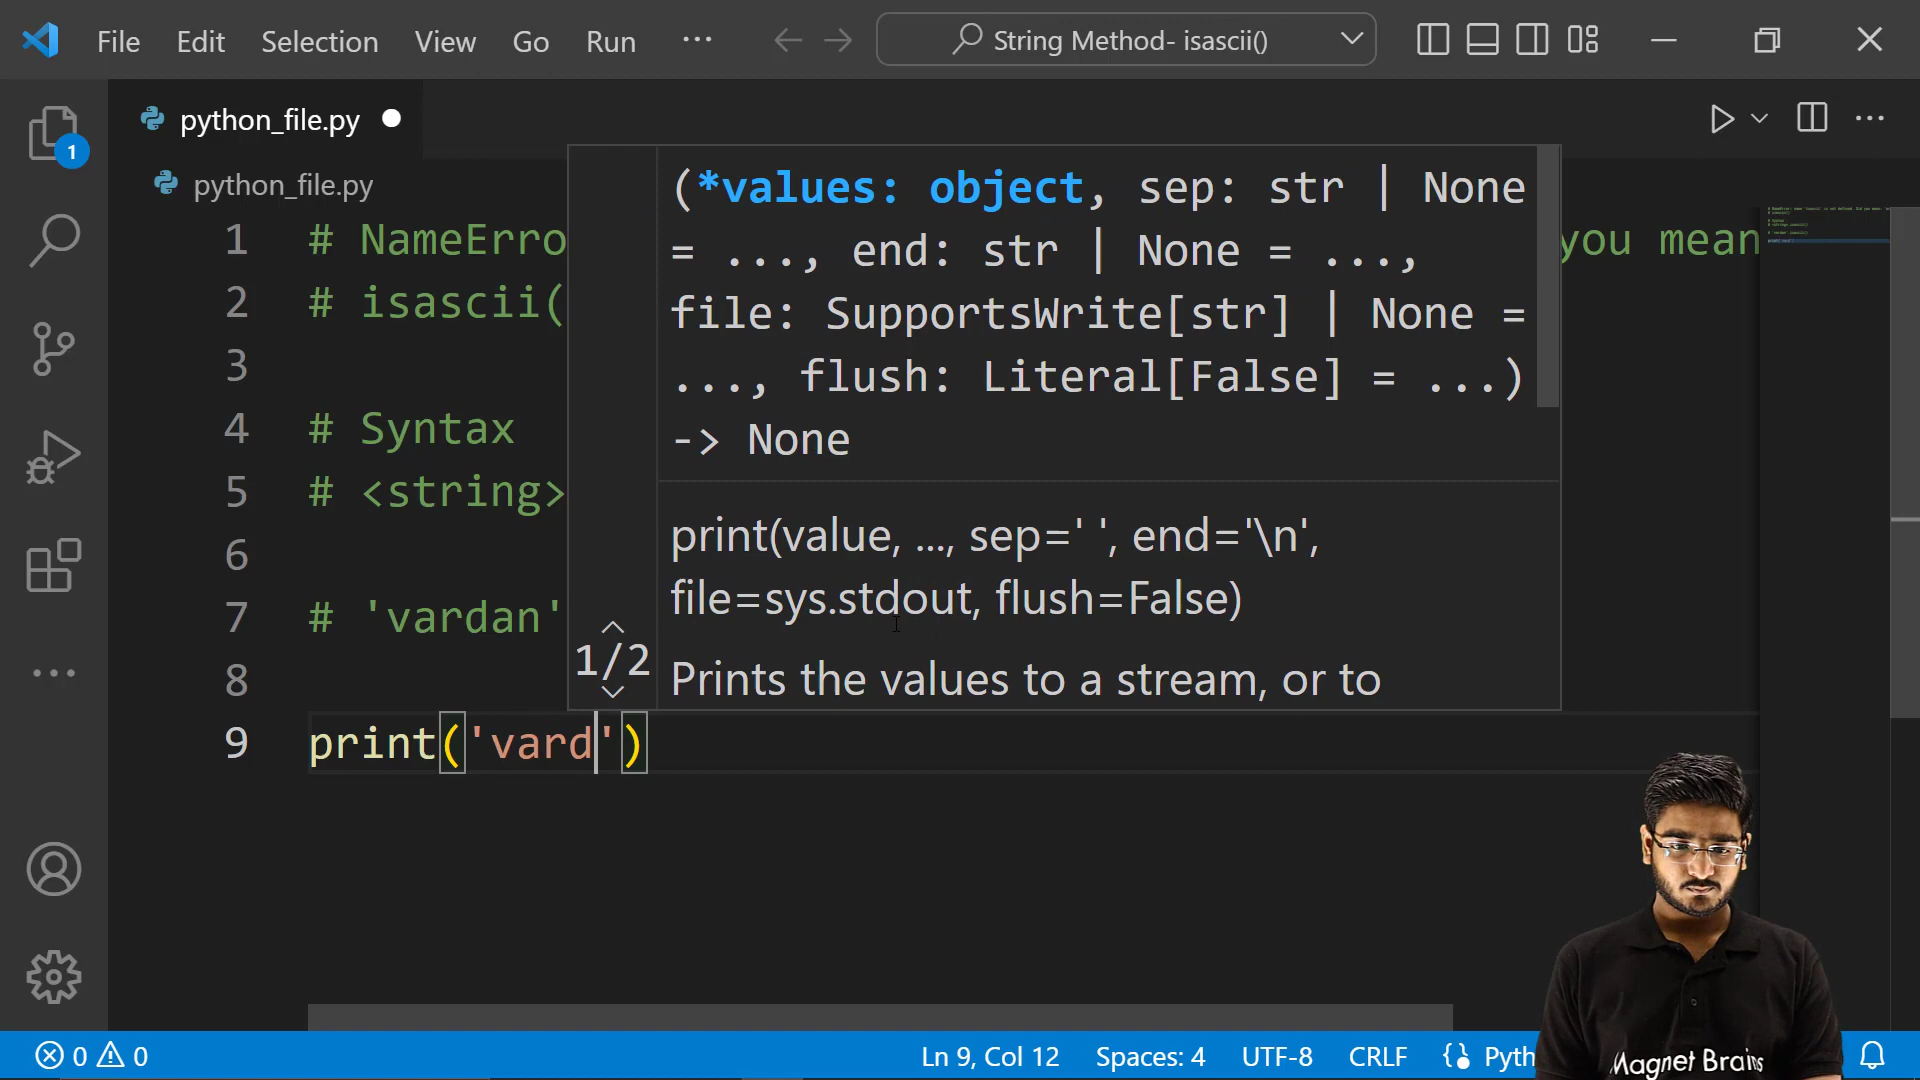 File Edit Selection View Go Run ...
String Method- isascii()
python_file.py
python_file.py
1 # NameErro
you mean
2 # isascii(
3
4 # Syntax
5 # <string>
6
7 # 'vardan'
8
9 print('vard')
(*values: object, sep: str | None
= ..., end: str | None = ...,
file: SupportsWrite[str] | None =
..., flush: Literal[False] = ...)
-> None
print(value, ..., sep=' ', end='\n',
file=sys.stdout, flush=False)
Prints the values to a stream, or to
1/2
1
0 0
Ln 9, Col 12 Spaces: 4 UTF-8 CRLF Pyth
Magnet Brains